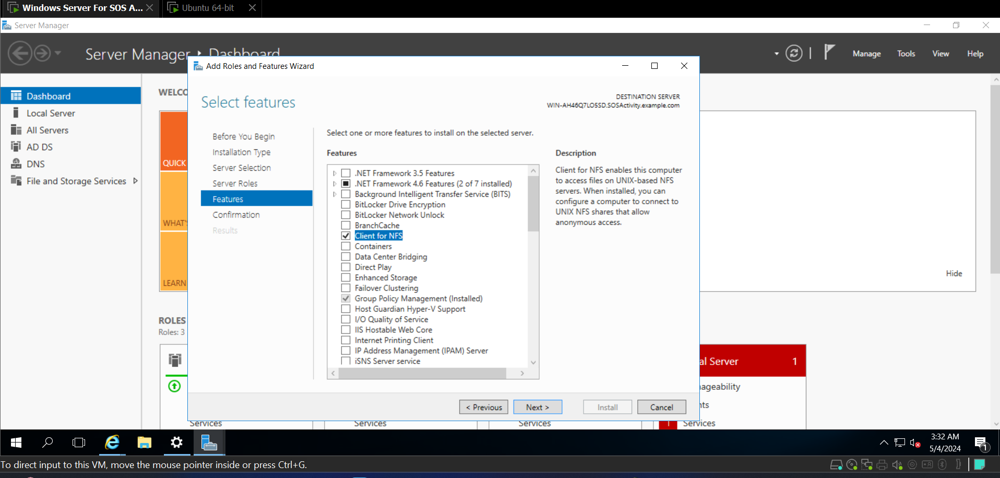 Windows Server For SOS A...
Ubuntu 64-bit
Server Manager
Server Manager
Dashboard
Manage
Tools
View
Help
Add Roles and Features Wizard
Dashboard
Local Server
All Servers
AD DS
DNS
File and Storage Services
WELCO
QUICK
WHAT'S
LEARN
Hide
ROLES
Roles: 3
Select features
DESTINATION SERVER
WIN-AH46Q7LO5SD.SOSActivity.example.com
Before You Begin
Installation Type
Server Selection
Server Roles
Features
Confirmation
Results
Select one or more features to install on the selected server.
Features
.NET Framework 3.5 Features
.NET Framework 4.6 Features (2 of 7 installed)
Background Intelligent Transfer Service (BITS)
BitLocker Drive Encryption
BitLocker Network Unlock
BranchCache
Client for NFS
Containers
Data Center Bridging
Direct Play
Enhanced Storage
Failover Clustering
Group Policy Management (Installed)
Host Guardian Hyper-V Support
I/O Quality of Service
IIS Hostable Web Core
Internet Printing Client
IP Address Management (IPAM) Server
iSNS Server service
Description
Client for NFS enables this computer
to access files on UNIX-based NFS
servers. When installed, you can
configure a computer to connect to
UNIX NFS shares that allow
anonymous access.
< Previous
Next >
Install
Cancel
al Server
1
ageability
nts
Services
Services
Services
1
Services
3:32 AM
5/4/2024
1
To direct input to this VM, move the mouse pointer inside or press Ctrl+G.